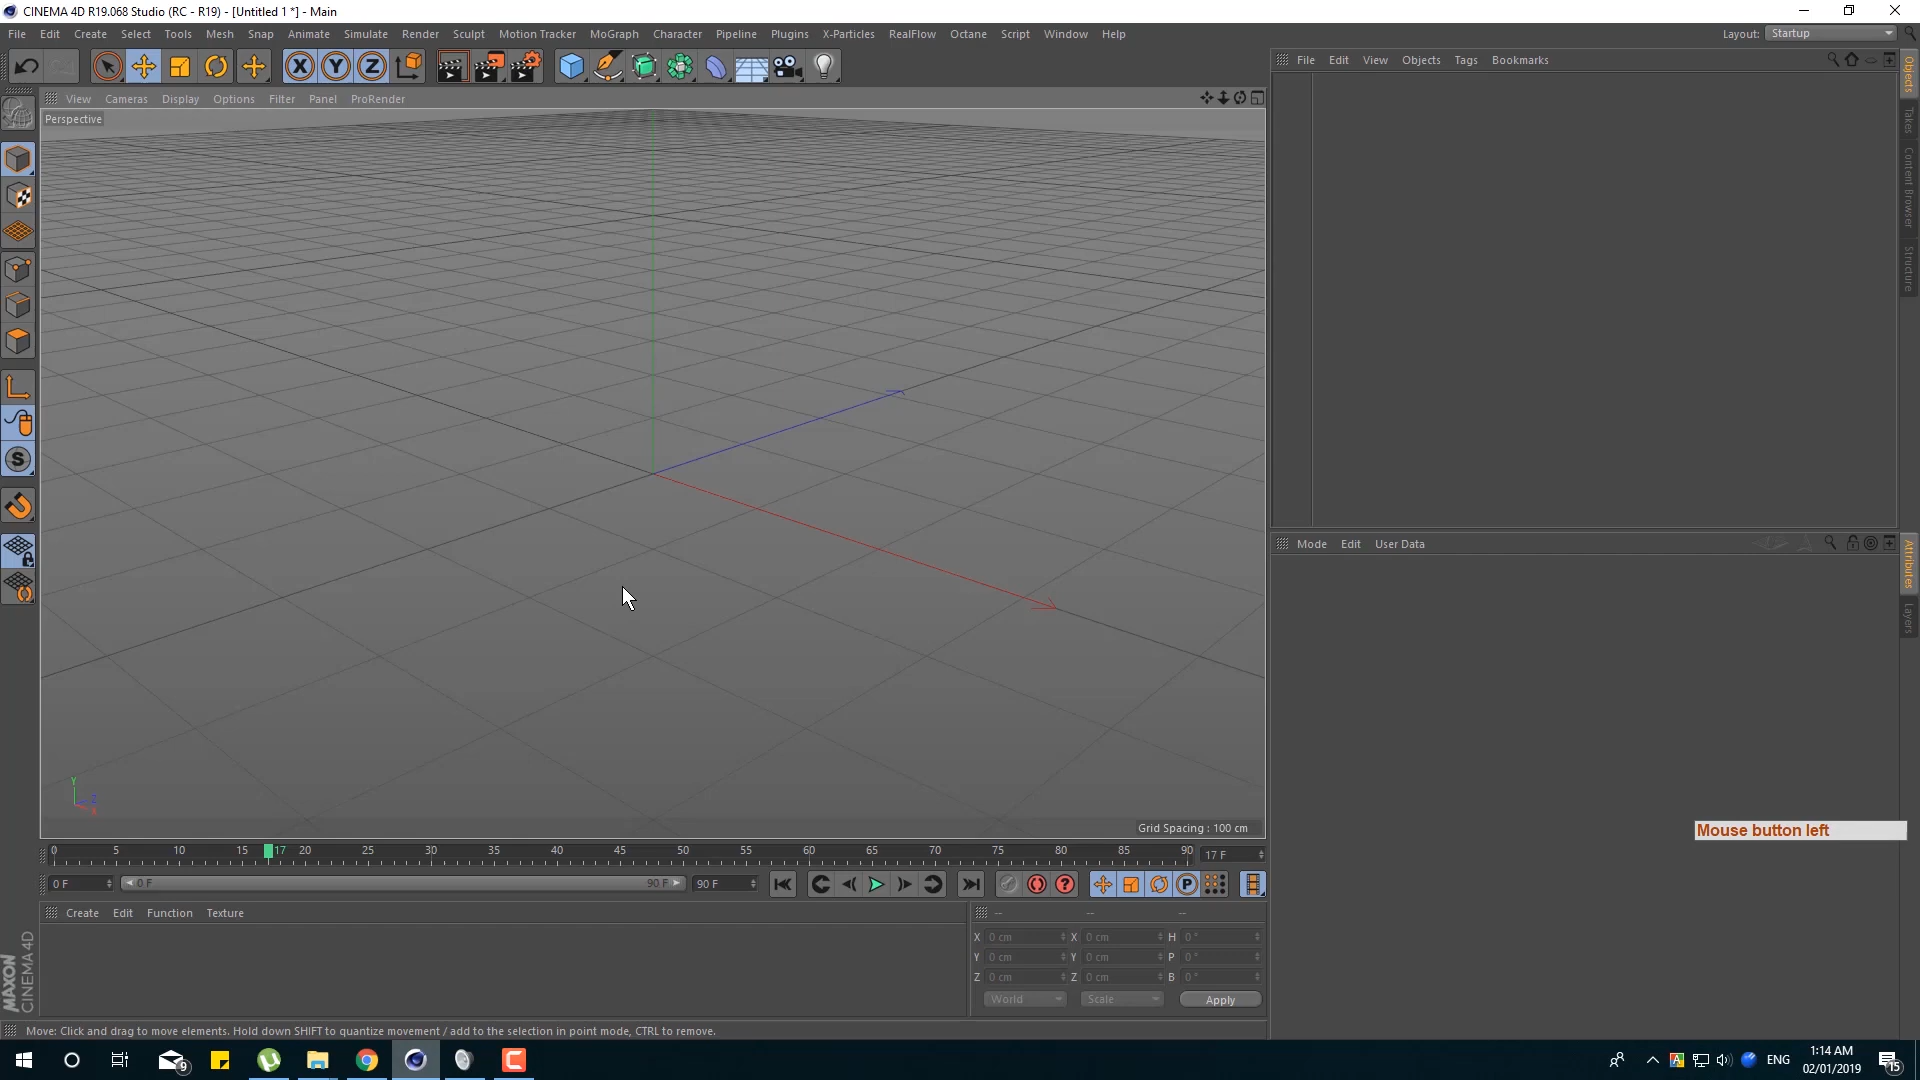 CINEMA 4D R19.068 Studio (RC - R19) - [Untitled 1 *] - Main
File Edit Create Select Tools Mesh Snap Animate Simulate Render Sculpt Motion Tracker MoGraph Character Pipeline Plugins X-Particles RealFlow Octane Script Window Help
Layout: Startup
X Y Z
File Edit View Objects Tags Bookmarks
View Cameras Display Options Filter Panel ProRender
Perspective
Objects
Takes
Content Browser
Structure
S
Mode Edit User Data
Attributes
Layers
Y
Z
X
Grid Spacing : 100 cm
Mouse button left
0 5 10 15 17 20 25 30 35 40 45 50 55 60 65 70 75 80 85 90 17 F
0 F 0 F 90 F 90 F
P
Create Edit Function Texture
-- -- --
X 0 cm X 0 cm H 0 °
Y 0 cm Y 0 cm P 0 °
Z 0 cm Z 0 cm B 0 °
World Scale Apply
MAXON
CINEMA 4D
Move: Click and drag to move elements. Hold down SHIFT to quantize movement / add to the selection in point mode, CTRL to remove.
9
ENG
1:14 AM
02/01/2019
15